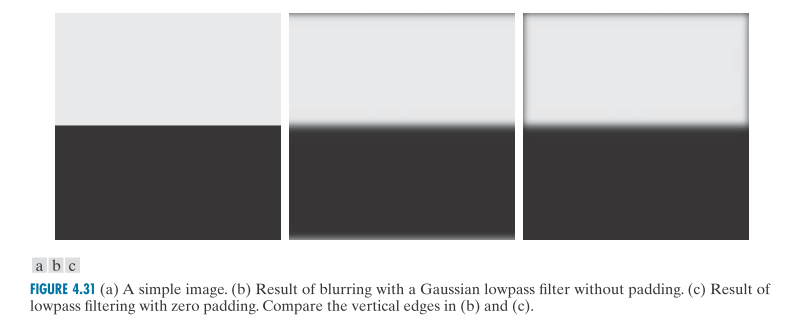 a b c
FIGURE 4.31 (a) A simple image. (b) Result of blurring with a Gaussian lowpass filter without padding. (c) Result of
lowpass filtering with zero padding. Compare the vertical edges in (b) and (c).